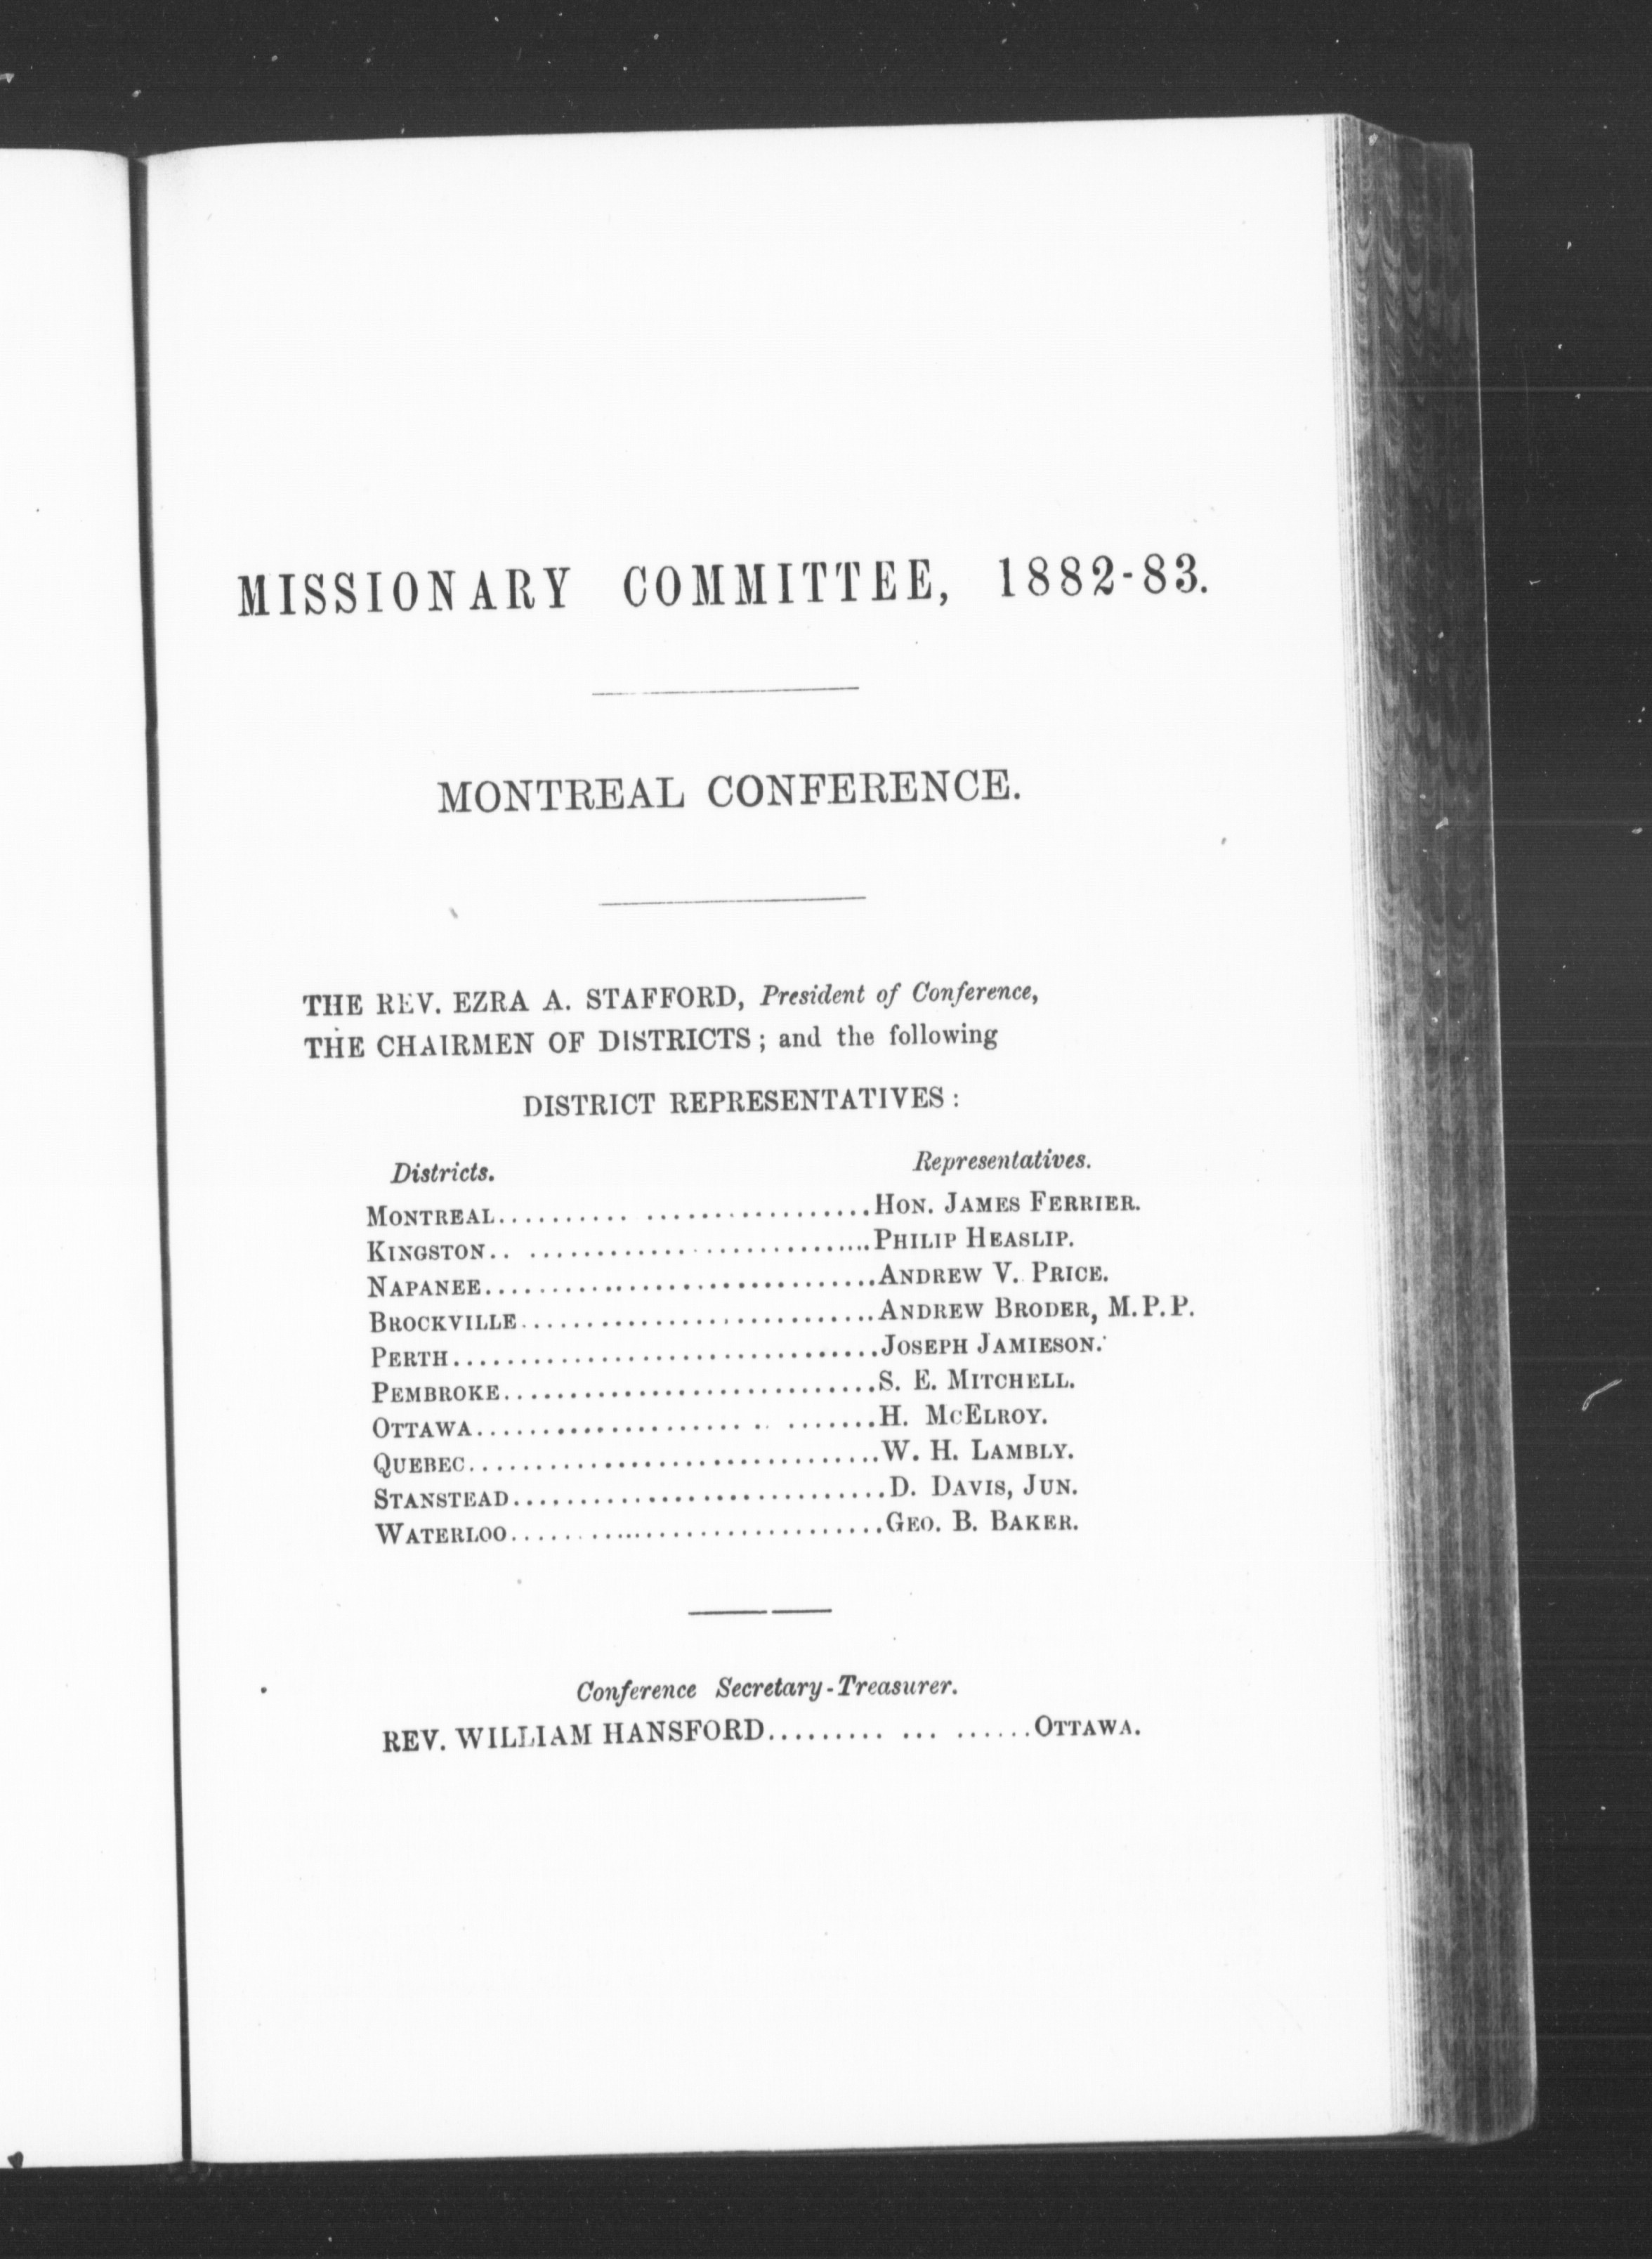 MISSIONARY COMMITTEE, 1882-83.
MONTREAL CONFERENCE.
THE REV. EZRA A. STAFFORD, President of Conference,
THE CHAIRMEN OF DISTRICTS; and the following
DISTRICT REPRESENTATIVES:
Districts. Representatives.
MONTREAL..............................HON. JAMES FERRIER.
KINGSTON..............................PHILIP HEASLIP.
NAPANEE..............................ANDREW V. PRICE.
BROCKVILLE..............................ANDREW BRODER, M.P.P.
PERTH..............................JOSEPH JAMIESON.
PEMBROKE..............................S. E. MITCHELL.
OTTAWA..............................H. McELROY.
QUEBEC..............................W. H. LAMBLY.
STANSTEAD..............................D. DAVIS, JUN.
WATERLOO..............................GEO. B. BAKER.
Conference Secretary-Treasurer.
REV. WILLIAM HANSFORD......... ... ......OTTAWA.